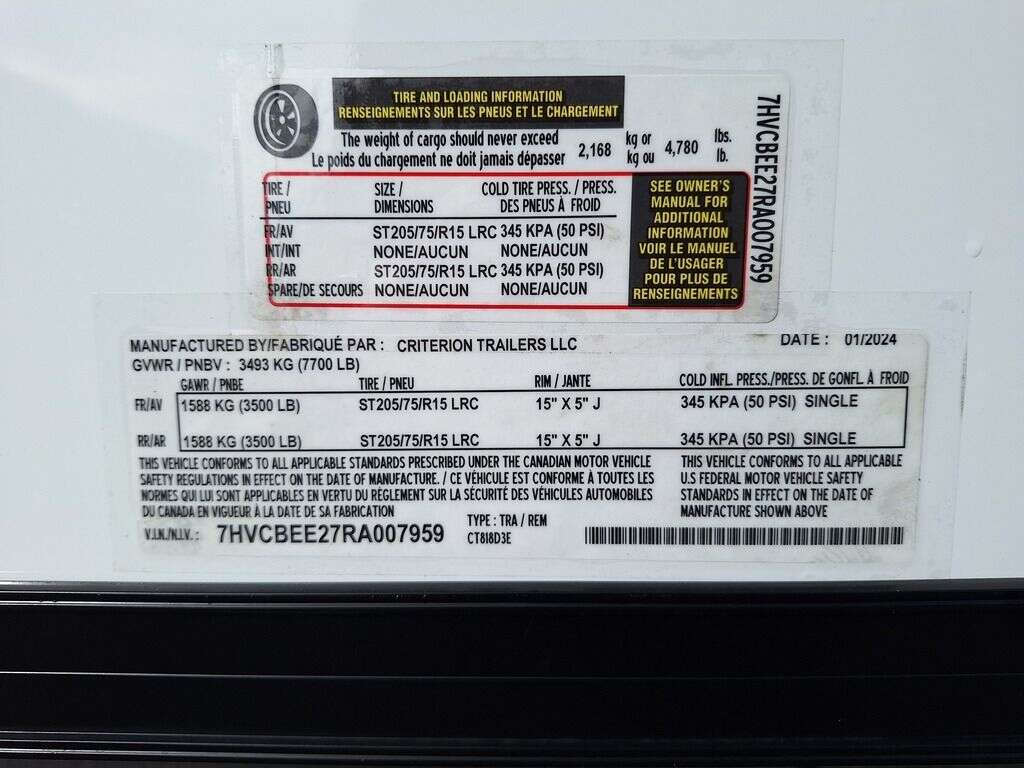 TIRE AND LOADING INFORMATION
RENSEIGNEMENTS SUR LES PNEUS ET LE CHARGEMENT
The weight of cargo should never exceed 2,168 kg or 4,780 lbs.
Le poids du chargement ne doit jamais dépasser kg ou lb.
7HVCBEE27RA007959
TIRE / SIZE / COLD TIRE PRESS. / PRESS.
PNEU DIMENSIONS DES PNEUS À FROID
FR/AV ST205/75/R15 LRC 345 KPA (50 PSI)
INT/INT NONE/AUCUN NONE/AUCUN
RR/AR ST205/75/R15 LRC 345 KPA (50 PSI)
SPARE/DE SECOURS NONE/AUCUN NONE/AUCUN
SEE OWNER'S
MANUAL FOR
ADDITIONAL
INFORMATION
VOIR LE MANUEL
DE L'USAGER
POUR PLUS DE
RENSEIGNEMENTS
MANUFACTURED BY/FABRIQUÉ PAR : CRITERION TRAILERS LLC DATE : 01/2024
GVWR / PNBV : 3493 KG (7700 LB)
GAWR / PNBE TIRE / PNEU RIM / JANTE COLD INFL. PRESS./PRESS. DE GONFL. À FROID
FR/AV 1588 KG (3500 LB) ST205/75/R15 LRC 15" X 5" J 345 KPA (50 PSI) SINGLE
RR/AR 1588 KG (3500 LB) ST205/75/R15 LRC 15" X 5" J 345 KPA (50 PSI) SINGLE
THIS VEHICLE CONFORMS TO ALL APPLICABLE STANDARDS PRESCRIBED UNDER THE CANADIAN MOTOR VEHICLE
SAFETY REGULATIONS IN EFFECT ON THE DATE OF MANUFACTURE. / CE VÉHICULE EST CONFORME À TOUTES LES
NORMES QUI LUI SONT APPLICABLES EN VERTU DU RÈGLEMENT SUR LA SÉCURITÉ DES VÉHICULES AUTOMOBILES
DU CANADA EN VIGUEUR À LA DATE DE SA FABRICATION
THIS VEHICLE CONFORMS TO ALL APPLICABLE
U.S FEDERAL MOTOR VEHICLE SAFETY
STANDARDS IN EFFECT ON THE DATE OF
MANUFACTURE SHOWN ABOVE
V.I.N./N.I.V. : 7HVCBEE27RA007959 TYPE : TRA / REM
CT818D3E